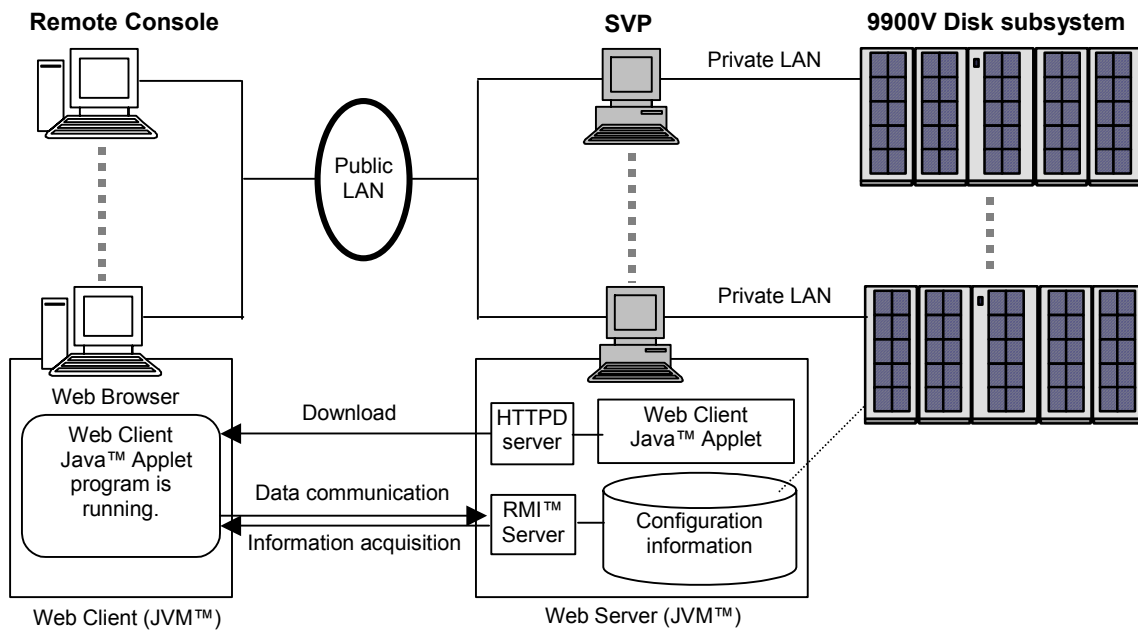 Remote Console
SVP
9900V Disk subsystem
Private LAN
Public
LAN
Private LAN
Web Browser
Web Client
Java™ Applet
program is
running.
Download
HTTPD
server
Web Client
Java™ Applet
Data communication
Information acquisition
RMI™
Server
Configuration
information
Web Client (JVM™)
Web Server (JVM™)